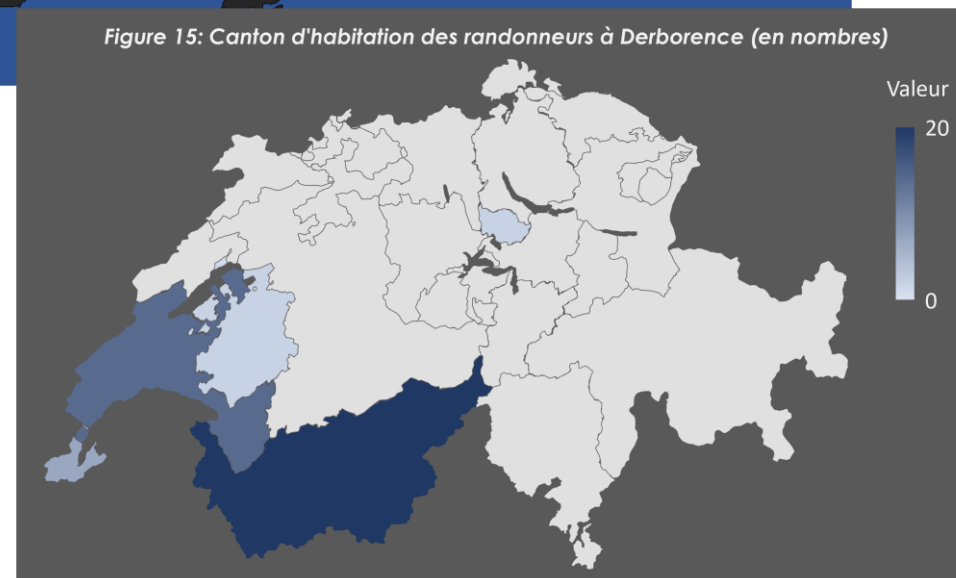 Figure 15: Canton d'habitation des randonneurs à Derborence (en nombres)
Valeur
20
0